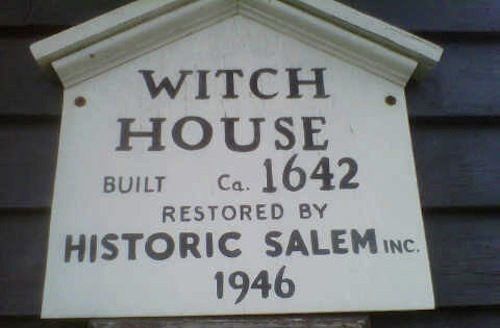 WITCH
HOUSE
BUILT Ca. 1642
RESTORED BY
HISTORIC SALEM INC.
1946